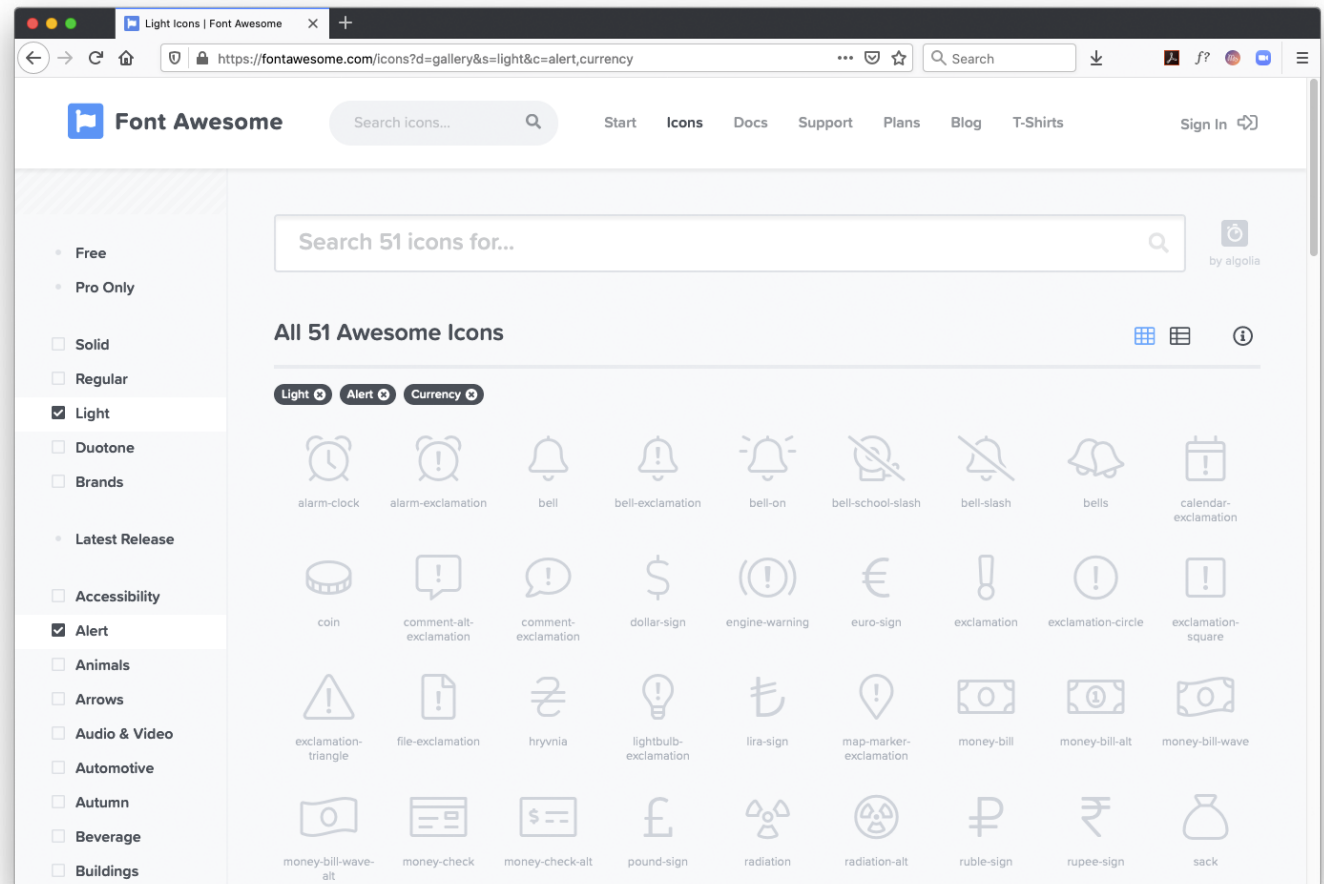 Light Icons | Font Awesome
https://fontawesome.com/icons?d=gallery&s=light&c=alert,currency
Search
f?
Font Awesome
Search icons...
Start
Icons
Docs
Support
Plans
Blog
T-Shirts
Sign In
Free
Pro Only
Solid
Regular
Light
Duotone
Brands
Latest Release
Accessibility
Alert
Animals
Arrows
Audio & Video
Automotive
Autumn
Beverage
Buildings
Search 51 icons for...
by algolia
All 51 Awesome Icons
Light
Alert
Currency
alarm-clock
alarm-exclamation
bell
bell-exclamation
bell-on
bell-school-slash
bell-slash
bells
calendar-
exclamation
coin
comment-alt-
exclamation
comment-
exclamation
dollar-sign
engine-warning
euro-sign
exclamation
exclamation-circle
exclamation-
square
exclamation-
triangle
file-exclamation
hryvnia
lightbulb-
exclamation
lira-sign
map-marker-
exclamation
money-bill
money-bill-alt
money-bill-wave
money-bill-wave-
alt
money-check
money-check-alt
pound-sign
radiation
radiation-alt
ruble-sign
rupee-sign
sack